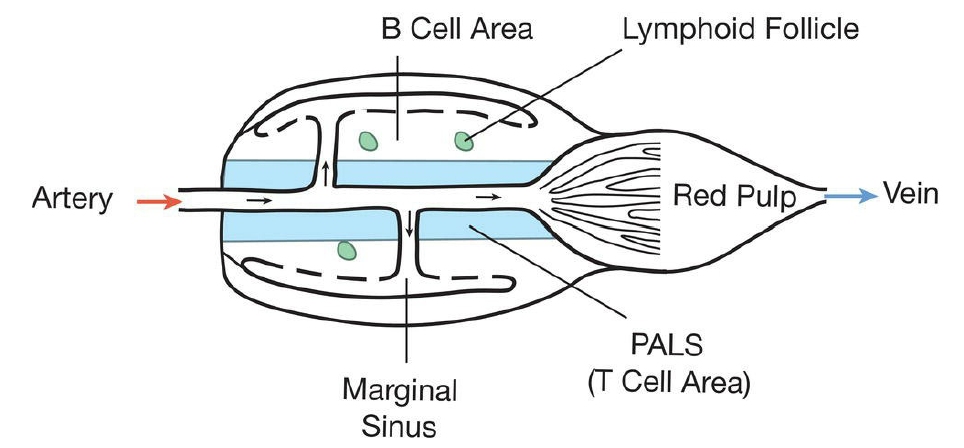 B Cell Area
Lymphoid Follicle
Artery
Red Pulp
Vein
PALS
(T Cell Area)
Marginal
Sinus